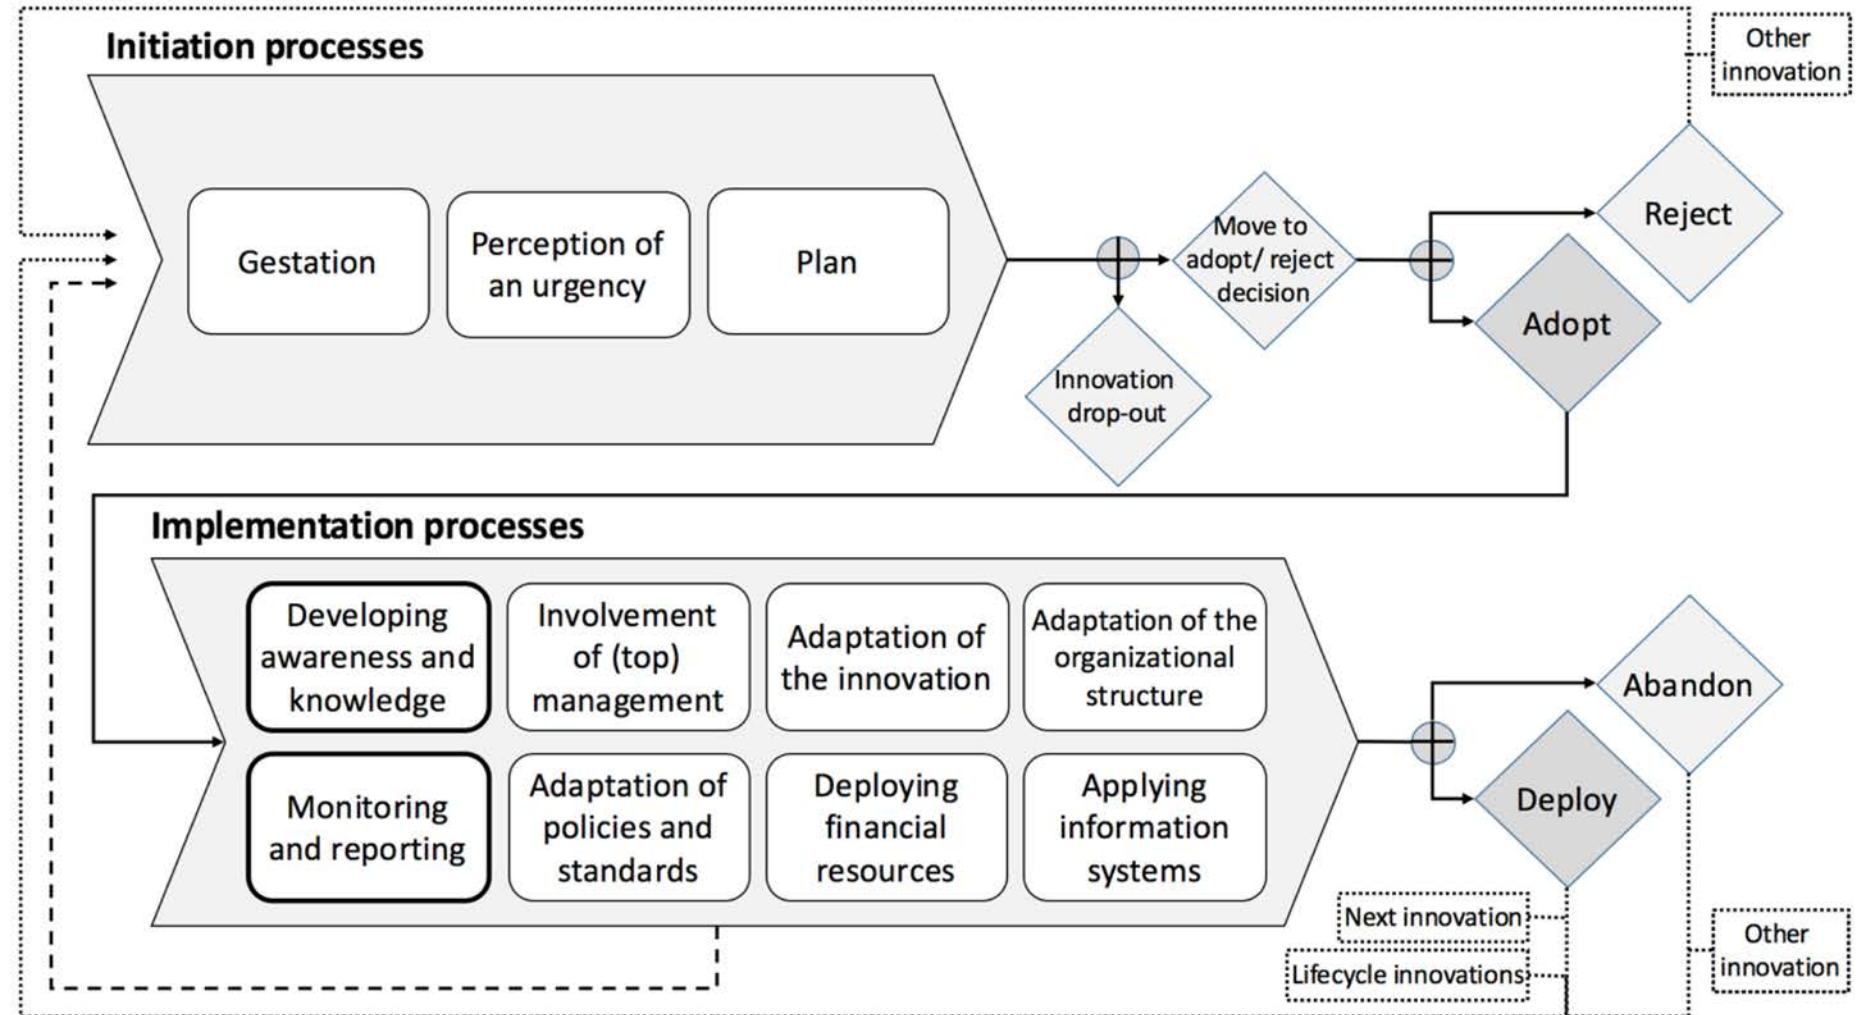 Initiation processes
Other
innovation
Gestation
Perception of
an urgency
Plan
Move to
adopt/ reject
decision
Reject
Adopt
Innovation
drop-out
Implementation processes
Developing
awareness and
knowledge
Involvement
of (top)
management
Adaptation of
the innovation
Adaptation of the
organizational
structure
Abandon
Monitoring
and reporting
Adaptation of
policies and
standards
Deploying
financial
resources
Applying
information
systems
Deploy
Next innovation
Lifecycle innovations
Other
innovation